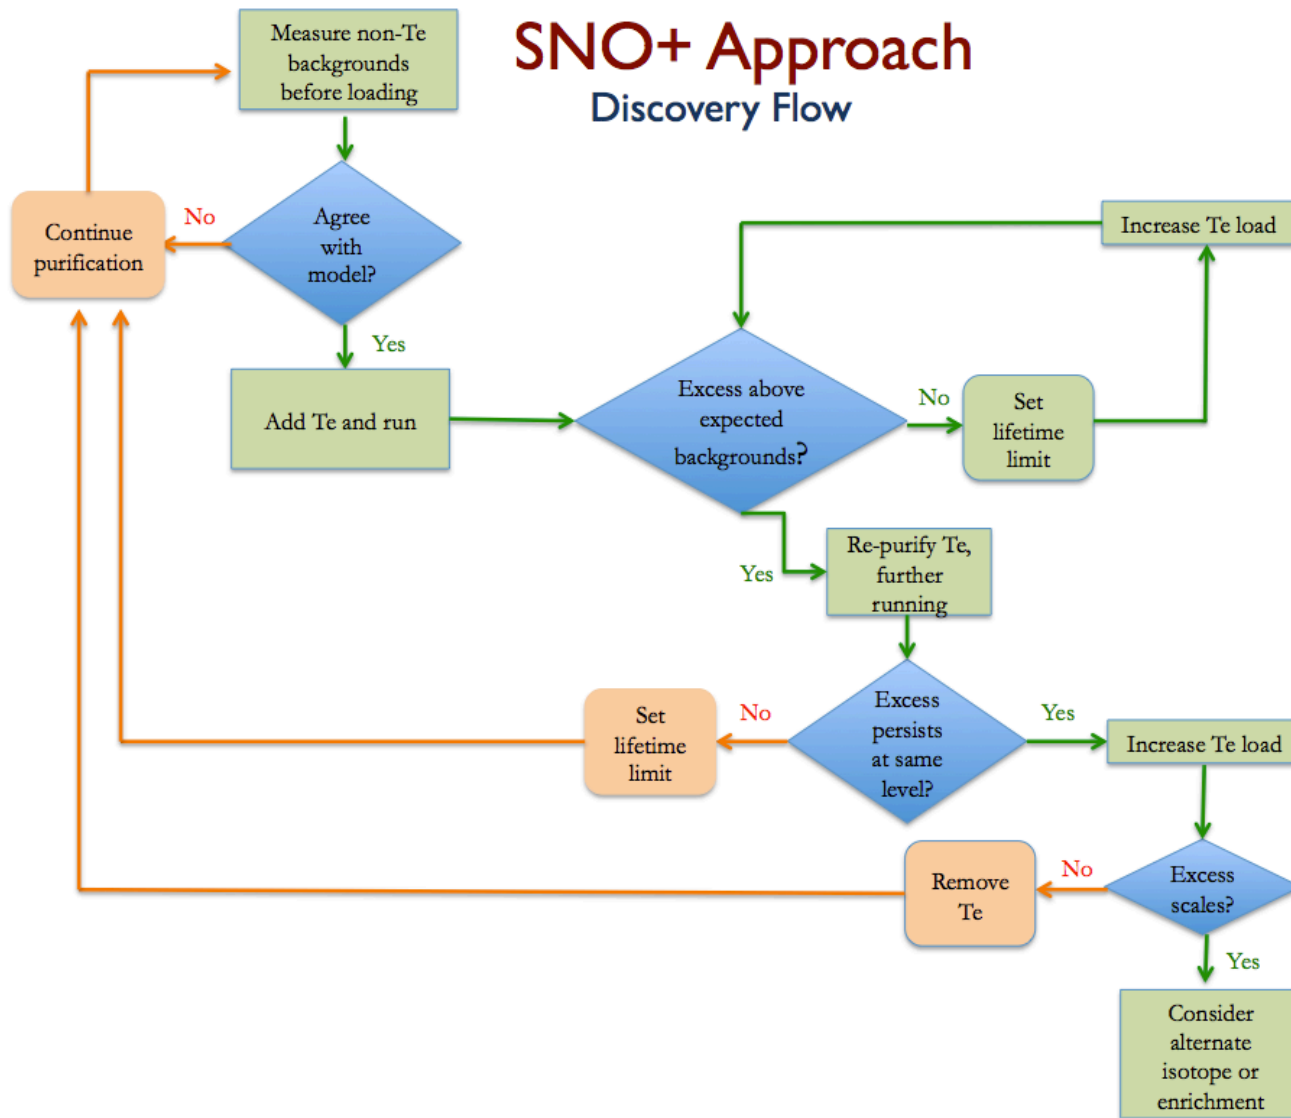 SNO+ Approach
Discovery Flow
Measure non-Te
backgrounds
before loading
Agree
with
model?
No
Continue
purification
Yes
Add Te and run
Increase Te load
Excess above
expected
backgrounds?
No
Set
lifetime
limit
Yes
Re-purify Te,
further
running
Excess
persists
at same
level?
No
Set
lifetime
limit
Yes
Increase Te load
Excess
scales?
No
Remove
Te
Yes
Consider
alternate
isotope or
enrichment